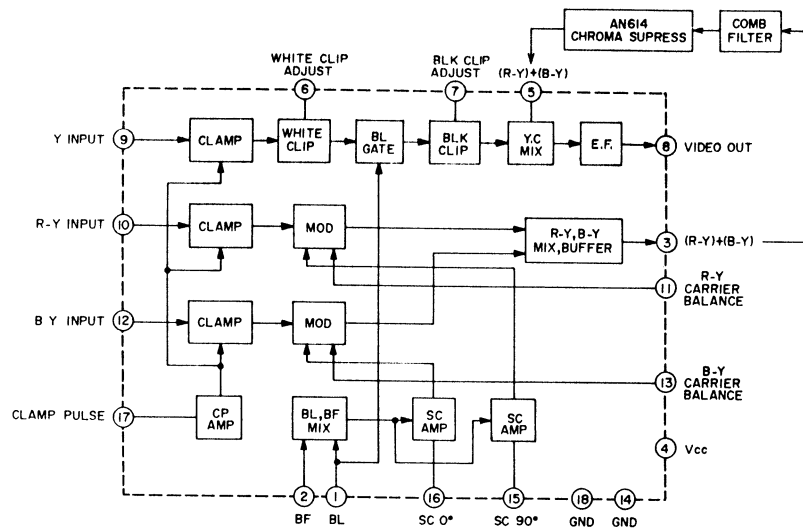 AN614
CHROMA SUPRESS
COMB
FILTER
WHITE CLIP
ADJUST
6
BLK CLIP
ADJUST
7
(R-Y)+(B-Y)
5
Y INPUT
9
CLAMP
WHITE
CLIP
BL
GATE
BLK
CLIP
Y.C
MIX
E.F.
8
VIDEO OUT
R-Y INPUT
10
CLAMP
MOD
R-Y, B-Y
MIX, BUFFER
3
(R-Y)+(B-Y)
11
R-Y
CARRIER
BALANCE
B Y INPUT
12
CLAMP
MOD
13
B-Y
CARRIER
BALANCE
CLAMP PULSE
17
CP
AMP
BL, BF
MIX
SC
AMP
SC
AMP
4
Vcc
2
1
16
15
18
14
BF
BL
SC 0°
SC 90°
GND
GND